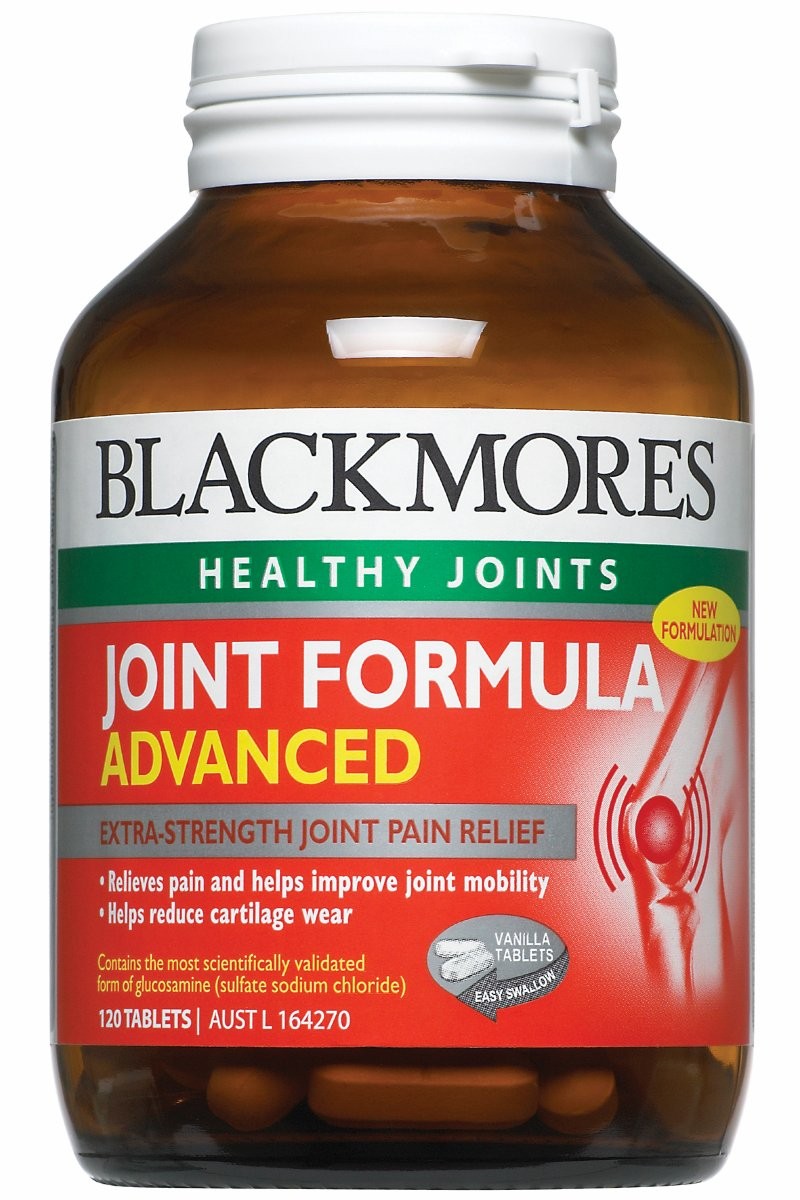 BLACKMORES
HEALTHY JOINTS
NEW
FORMULATION
JOINT FORMULA
ADVANCED
EXTRA-STRENGTH JOINT PAIN RELIEF
• Relieves pain and helps improve joint mobility
• Helps reduce cartilage wear
VANILLA
TABLETS
EASY SWALLOW
Contains the most scientifically validated
form of glucosamine (sulfate sodium chloride)
120 TABLETS | AUST L 164270